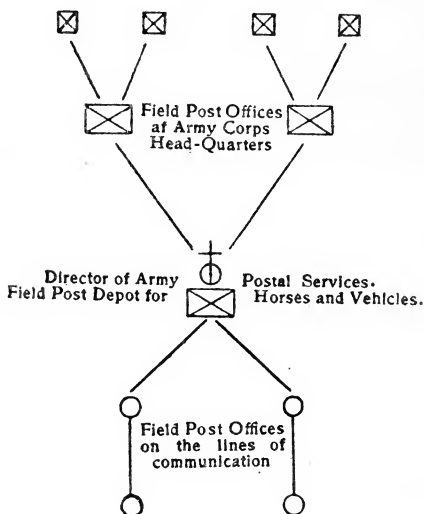 Field Post Offices
af Army Corps
Head-Quarters
Director of Army Postal Services.
Field Post Depot for Horses and Vehicles.
Field Post Offices
on the lines of
communication